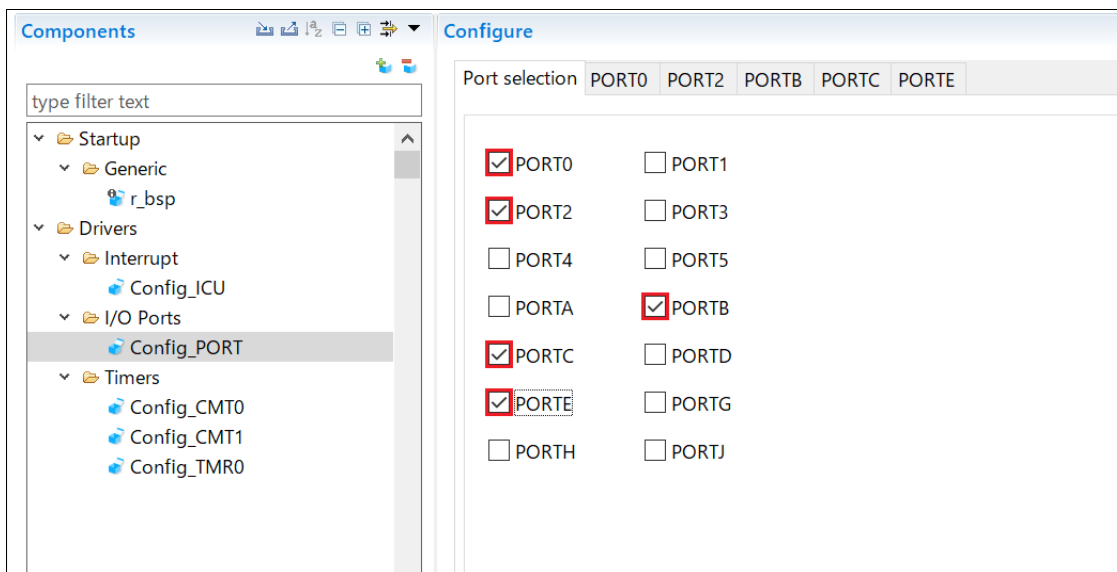 Components
type filter text
Startup
Generic
r_bsp
Drivers
Interrupt
Config_ICU
I/O Ports
Config_PORT
Timers
Config_CMT0
Config_CMT1
Config_TMR0
Configure
Port selection PORT0 PORT2 PORTB PORTC PORTE
PORT0 PORT1
PORT2 PORT3
PORT4 PORT5
PORTA PORTB
PORTC PORTD
PORTE PORTG
PORTH PORTJ